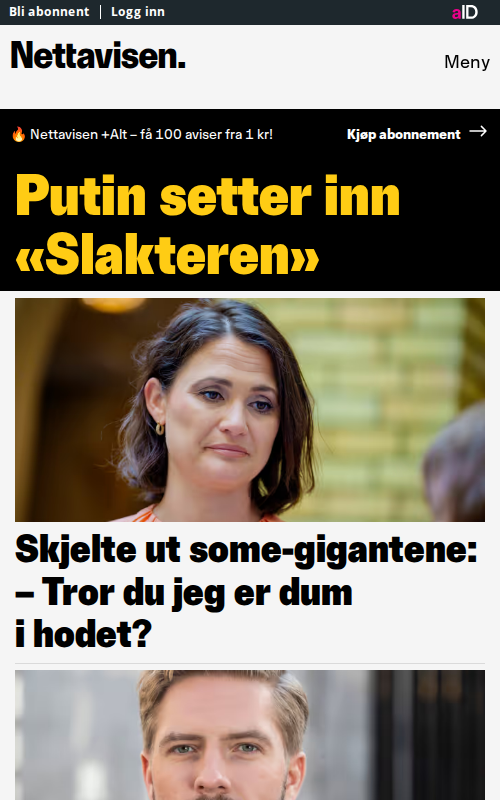 Bli abonnent | Logg inn
aID
Nettavisen.
Meny
🔥 Nettavisen +Alt – få 100 aviser fra 1 kr!
Kjøp abonnement →
Putin setter inn
«Slakteren»
Skjelte ut some-gigantene:
– Tror du jeg er dum
i hodet?